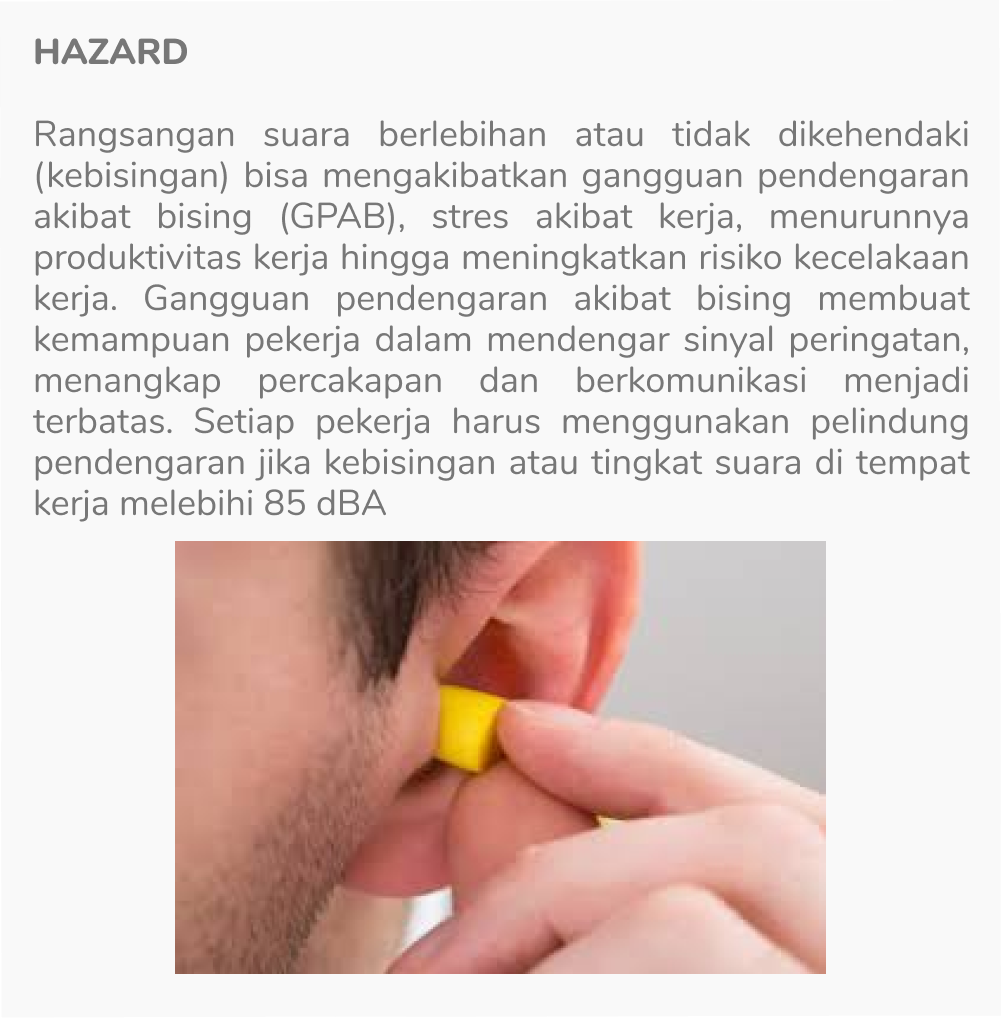 HAZARD
Rangsangan suara berlebihan atau tidak dikehendaki
(kebisingan) bisa mengakibatkan gangguan pendengaran
akibat bising (GPAB), stres akibat kerja, menurunnya
produktivitas kerja hingga meningkatkan risiko kecelakaan
kerja. Gangguan pendengaran akibat bising membuat
kemampuan pekerja dalam mendengar sinyal peringatan,
menangkap percakapan dan berkomunikasi menjadi
terbatas. Setiap pekerja harus menggunakan pelindung
pendengaran jika kebisingan atau tingkat suara di tempat
kerja melebihi 85 dBA